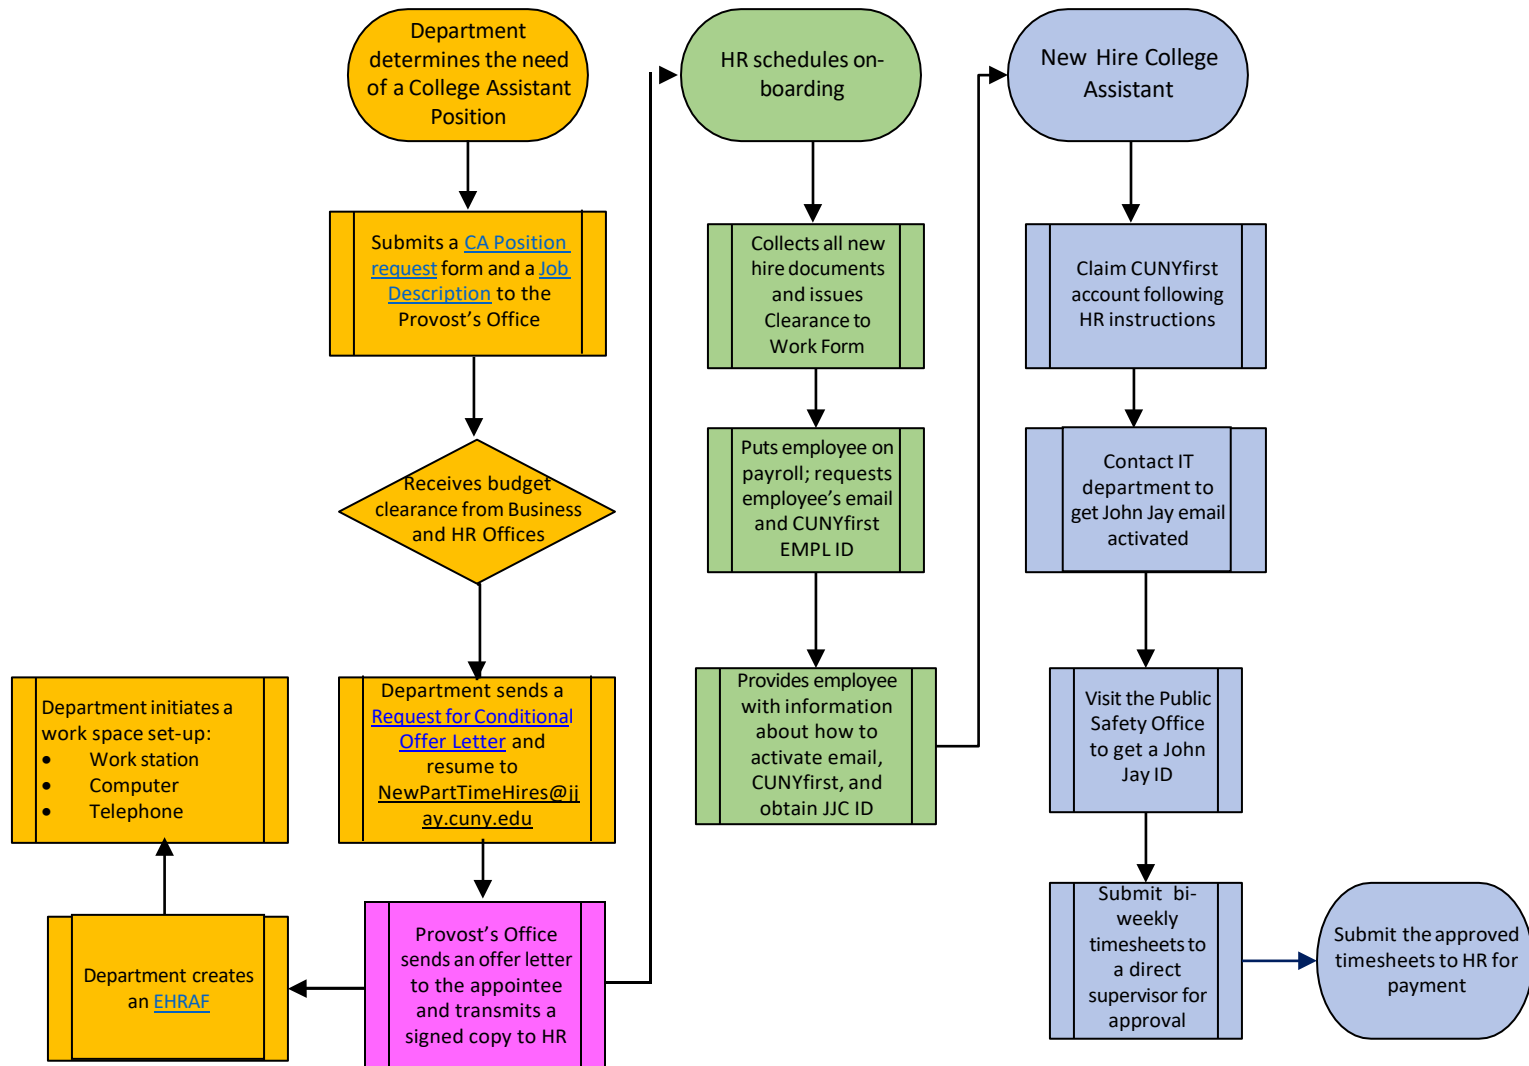 Department
determines the need
of a College Assistant
Position
Submits a CA Position
request form and a Job
Description to the
Provost’s Office
Receives budget
clearance from Business
and HR Offices
Department sends a
Request for Conditional
Offer Letter and
resume to
NewPartTimeHires@jj
ay.cuny.edu
Provost’s Office
sends an offer letter
to the appointee
and transmits a
signed copy to HR
Department creates
an EHRAF
Department initiates a
work space set-up:
• Work station
• Computer
• Telephone
HR schedules on-
boarding
Collects all new
hire documents
and issues
Clearance to
Work Form
Puts employee on
payroll; requests
employee’s email
and CUNYfirst
EMPL ID
Provides employee
with information
about how to
activate email,
CUNYfirst, and
obtain JJC ID
New Hire College
Assistant
Claim CUNYfirst
account following
HR instructions
Contact IT
department to
get John Jay email
activated
Visit the Public
Safety Office
to get a John
Jay ID
Submit bi-
weekly
timesheets to
a direct
supervisor for
approval
Submit the approved
timesheets to HR for
payment